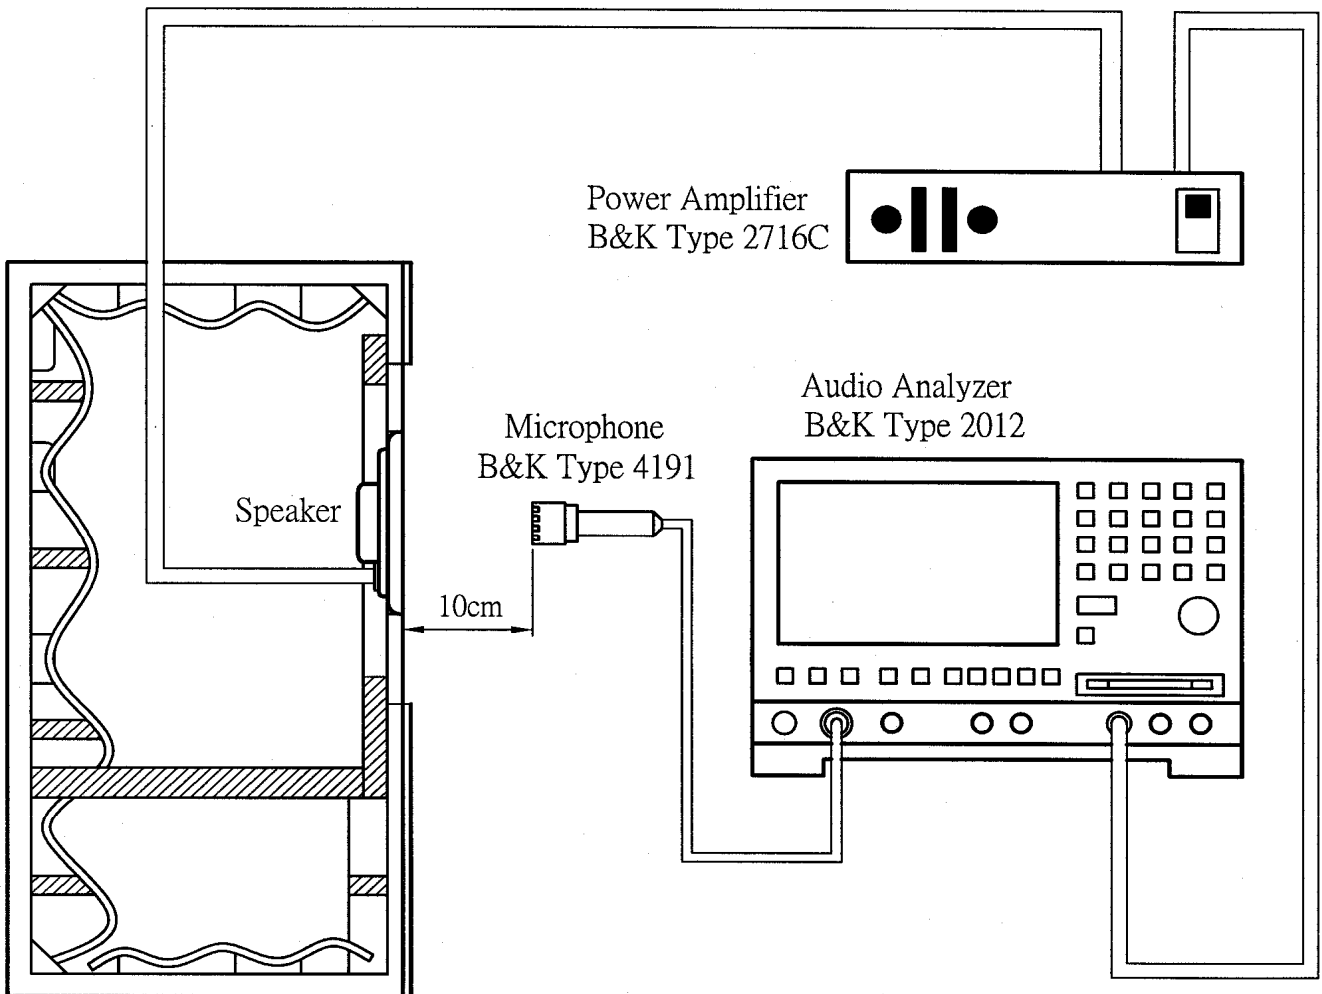 Power Amplifier
B&K Type 2716C
Audio Analyzer
B&K Type 2012
Microphone
B&K Type 4191
Speaker
10cm